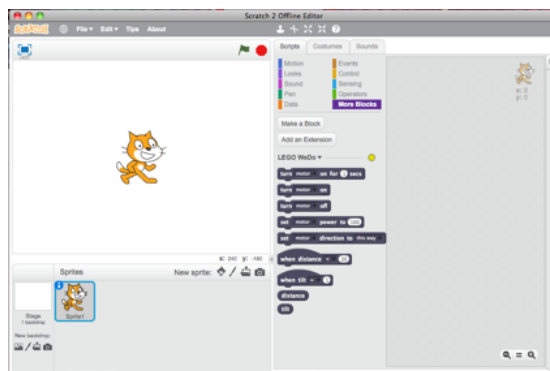 Scratch 2 Offline Editor
SCRATCH File▾ Edit▾ Tips About
Scripts Costumes Sounds
Motion Events
Looks Control
Sound Sensing
Pen Operators
Data More Blocks
x: 0
y: 0
Make a Block
Add an Extension
LEGO WeDo ▾
turn motor on for 1 secs
turn motor on
turn motor off
set motor power to 100
set motor direction to this way
when distance < 20
when tilt = 1
distance
tilt
x: 240 y: -180
Sprites New sprite:
Stage
1 backdrop
Sprite1
New backdrop: